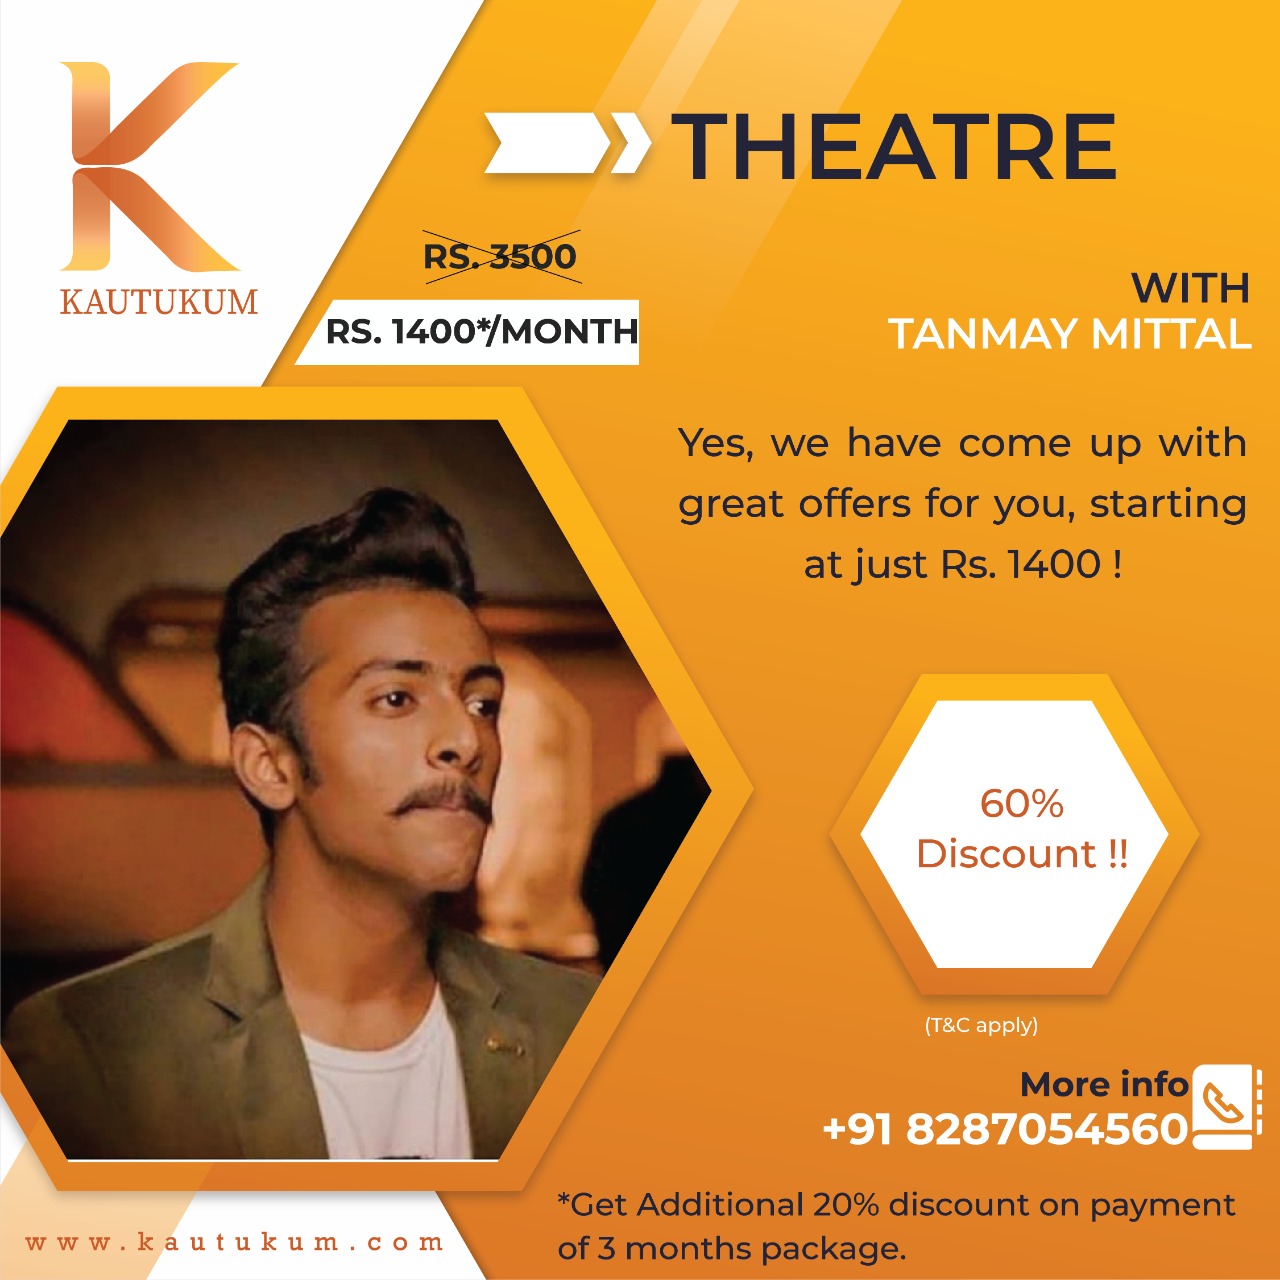 KAUTUKUM
THEATRE
RS. 3500
RS. 1400*/MONTH
WITH
TANMAY MITTAL
Yes, we have come up with
great offers for you, starting
at just Rs. 1400 !
60%
Discount !!
(T&C apply)
More info
+91 8287054560
*Get Additional 20% discount on payment
of 3 months package.
www.kautukum.com